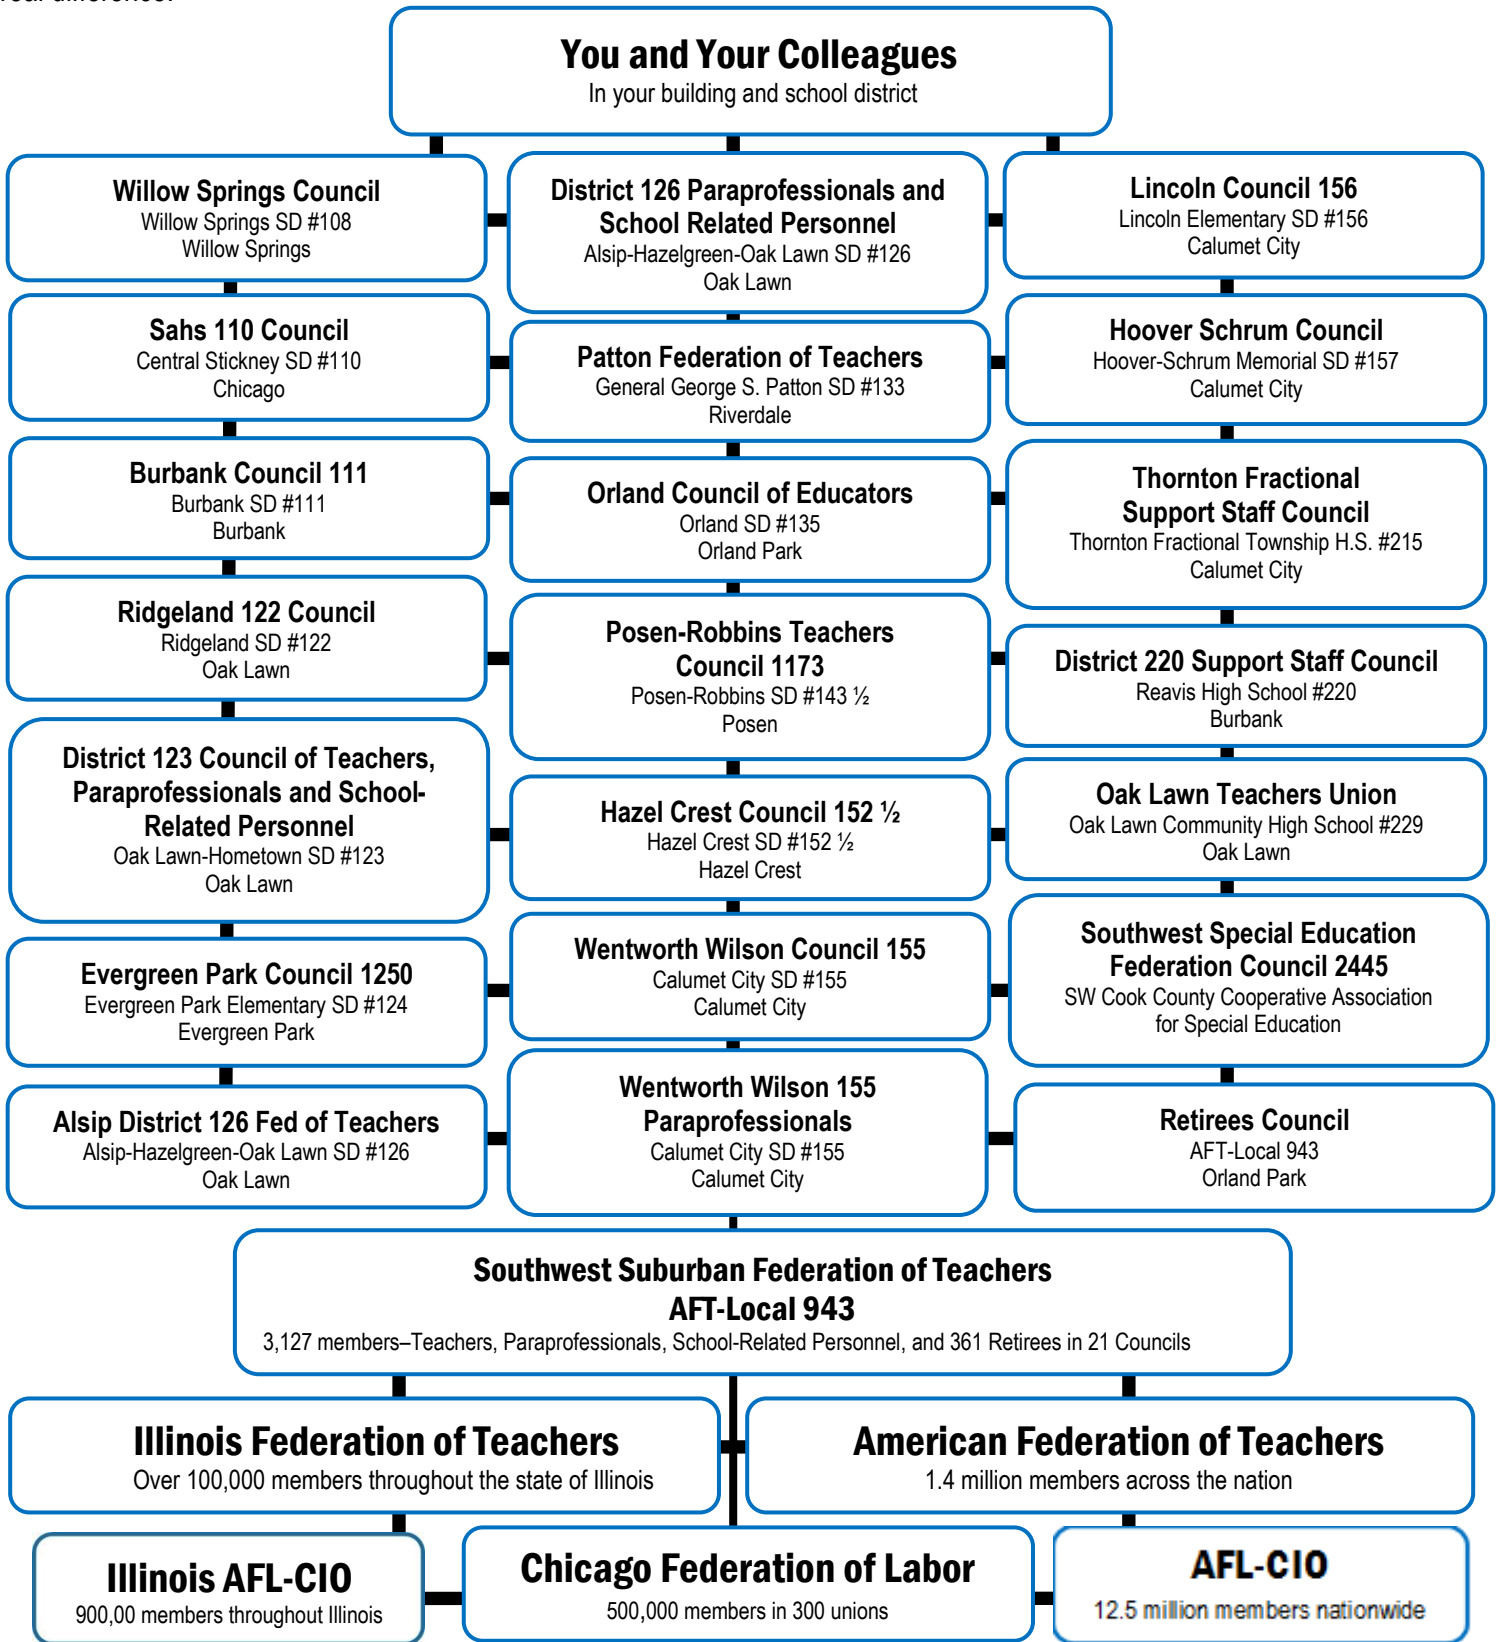 You and Your Colleagues
In your building and school district
Willow Springs Council
Willow Springs SD #108
Willow Springs
District 126 Paraprofessionals and
School Related Personnel
Alsip-Hazelgreen-Oak Lawn SD #126
Oak Lawn
Lincoln Council 156
Lincoln Elementary SD #156
Calumet City
Sahs 110 Council
Central Stickney SD #110
Chicago
Patton Federation of Teachers
General George S. Patton SD #133
Riverdale
Hoover Schrum Council
Hoover-Schrum Memorial SD #157
Calumet City
Burbank Council 111
Burbank SD #111
Burbank
Orland Council of Educators
Orland SD #135
Orland Park
Thornton Fractional
Support Staff Council
Thornton Fractional Township H.S. #215
Calumet City
Ridgeland 122 Council
Ridgeland SD #122
Oak Lawn
Posen-Robbins Teachers
Council 1173
Posen-Robbins SD #143 ½
Posen
District 220 Support Staff Council
Reavis High School #220
Burbank
District 123 Council of Teachers,
Paraprofessionals and School-
Related Personnel
Oak Lawn-Hometown SD #123
Oak Lawn
Hazel Crest Council 152 ½
Hazel Crest SD #152 ½
Hazel Crest
Oak Lawn Teachers Union
Oak Lawn Community High School #229
Oak Lawn
Evergreen Park Council 1250
Evergreen Park Elementary SD #124
Evergreen Park
Wentworth Wilson Council 155
Calumet City SD #155
Calumet City
Southwest Special Education
Federation Council 2445
SW Cook County Cooperative Association
for Special Education
Alsip District 126 Fed of Teachers
Alsip-Hazelgreen-Oak Lawn SD #126
Oak Lawn
Wentworth Wilson 155
Paraprofessionals
Calumet City SD #155
Calumet City
Retirees Council
AFT-Local 943
Orland Park
Southwest Suburban Federation of Teachers
AFT-Local 943
3,127 members–Teachers, Paraprofessionals, School-Related Personnel, and 361 Retirees in 21 Councils
Illinois Federation of Teachers
Over 100,000 members throughout the state of Illinois
American Federation of Teachers
1.4 million members across the nation
Illinois AFL-CIO
900,00 members throughout Illinois
Chicago Federation of Labor
500,000 members in 300 unions
AFL-CIO
12.5 million members nationwide